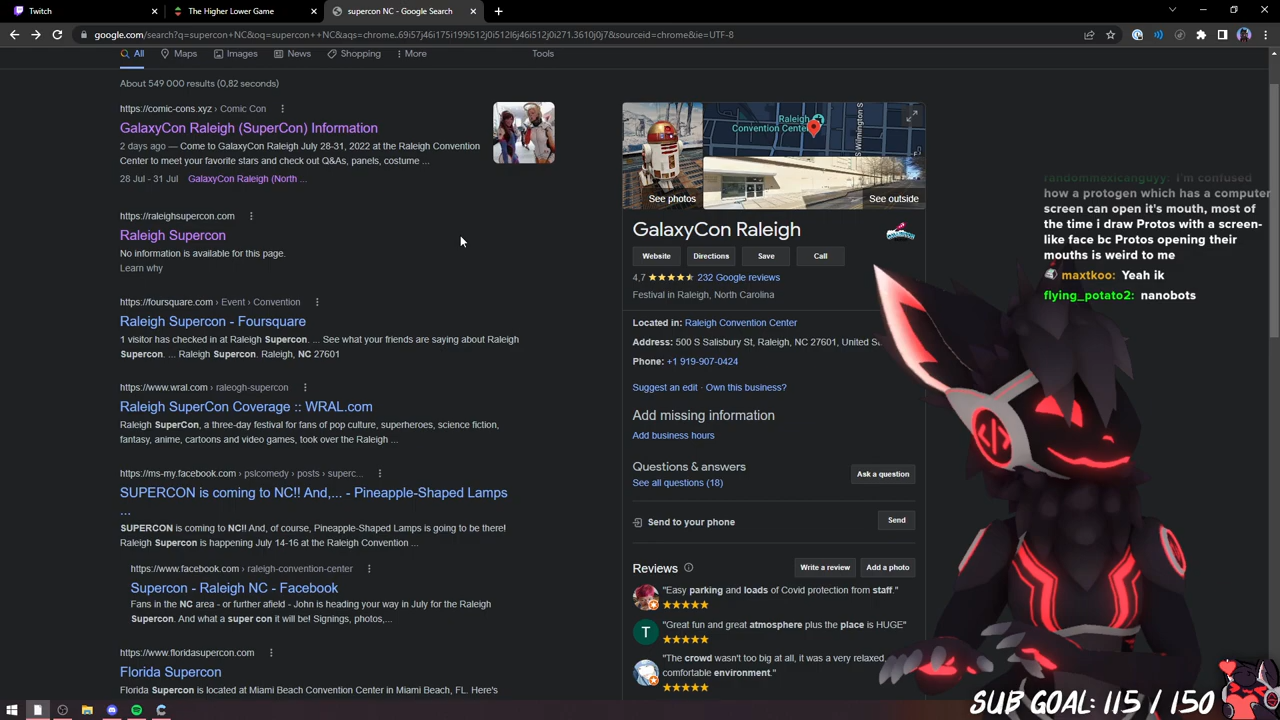 Twitch
The Higher Lower Game
supercon NC - Google Search
google.com/search?q=supercon+NC&oq=supercon++NC&aqs=chrome..69i57j46i175i199i512j0i512l6j46i512j0i271.3610j0j7&sourceid=chrome&ie=UTF-8
All
Maps
Images
News
Shopping
More
Tools
About 549 000 results (0,82 seconds)
https://comic-cons.xyz › Comic Con
GalaxyCon Raleigh (SuperCon) Information
2 days ago — Come to GalaxyCon Raleigh July 28-31, 2022 at the Raleigh Convention
Center to meet your favorite stars and check out Q&As, panels, costume ...
28 Jul - 31 Jul GalaxyCon Raleigh (North ...
https://raleighsupercon.com
Raleigh Supercon
No information is available for this page.
Learn why
https://foursquare.com › Event › Convention
Raleigh Supercon - Foursquare
1 visitor has checked in at Raleigh Supercon. ... See what your friends are saying about Raleigh
Supercon. ... Raleigh Supercon. Raleigh, NC 27601
https://www.wral.com › raleogh-supercon
Raleigh SuperCon Coverage :: WRAL.com
Raleigh SuperCon, a three-day festival for fans of pop culture, superheroes, science fiction,
fantasy, anime, cartoons and video games, took over the Raleigh ...
https://ms-my.facebook.com › pslcomedy › posts › superc...
SUPERCON is coming to NC!! And,... - Pineapple-Shaped Lamps
...
SUPERCON is coming to NC!! And, of course, Pineapple-Shaped Lamps is going to be there!
Raleigh Supercon is happening July 14-16 at the Raleigh Convention ...
https://www.facebook.com › raleigh-convention-center
Supercon - Raleigh NC - Facebook
Fans in the NC area - or further afield - John is heading your way in July for the Raleigh
Supercon. And what a super con it will be! Signings, photos,...
https://www.floridasupercon.com
Florida Supercon
Florida Supercon is located at Miami Beach Convention Center in Miami Beach, FL. Here's
Raleigh
Convention Center
S Wilmington S
See photos
See outside
GalaxyCon Raleigh
Website
Directions
Save
Call
4,7 232 Google reviews
Festival in Raleigh, North Carolina
Located in: Raleigh Convention Center
Address: 500 S Salisbury St, Raleigh, NC 27601, United S
Phone: +1 919-907-0424
Suggest an edit · Own this business?
Add missing information
Add business hours
Questions & answers
See all questions (18)
Ask a question
Send to your phone
Send
Reviews
Write a review
Add a photo
"Easy parking and loads of Covid protection from staff."
T
"Great fun and great atmosphere plus the place is HUGE"
"The crowd wasn't too big at all, it was a very relaxed,
comfortable environment."
randommexicanguyy: I'm confused
how a protogen which has a computer
screen can open it's mouth, most of
the time i draw Protos with a screen-
like face bc Protos opening their
mouths is weird to me
maxtkoo: Yeah ik
flying_potato2: nanobots
</>
SUB GOAL: 115 / 150